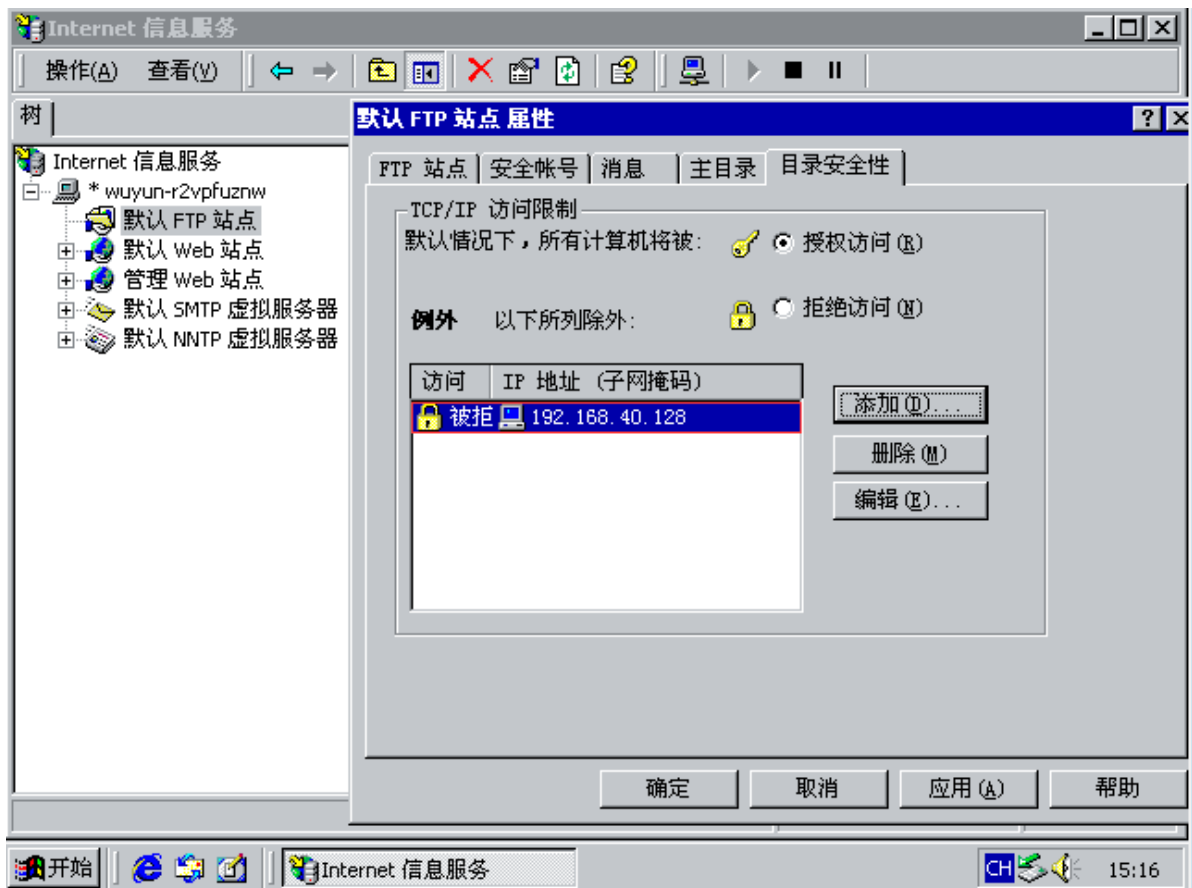 Internet 信息服务
操作(A) 查看(V)
树
Internet 信息服务
* wuyun-r2vpfuznw
默认 FTP 站点
默认 Web 站点
管理 Web 站点
默认 SMTP 虚拟服务器
默认 NNTP 虚拟服务器
默认 FTP 站点 属性
FTP 站点 安全帐号 消息 主目录 目录安全性
TCP/IP 访问限制
默认情况下，所有计算机将被: 授权访问(R)
例外 以下所列除外: 拒绝访问(N)
访问 IP 地址 (子网掩码)
被拒 192.168.40.128
添加(D)...
删除(M)
编辑(E)...
确定 取消 应用(A) 帮助
开始 Internet 信息服务 CH 15:16